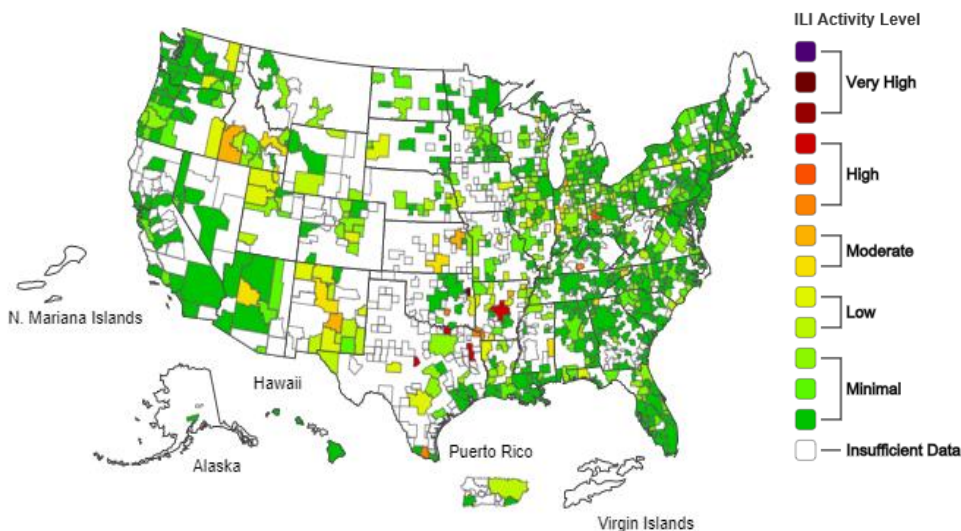 ILI Activity Level
Very High
High
Moderate
Low
Minimal
Insufficient Data
N. Mariana Islands
Hawaii
Alaska
Puerto Rico
Virgin Islands